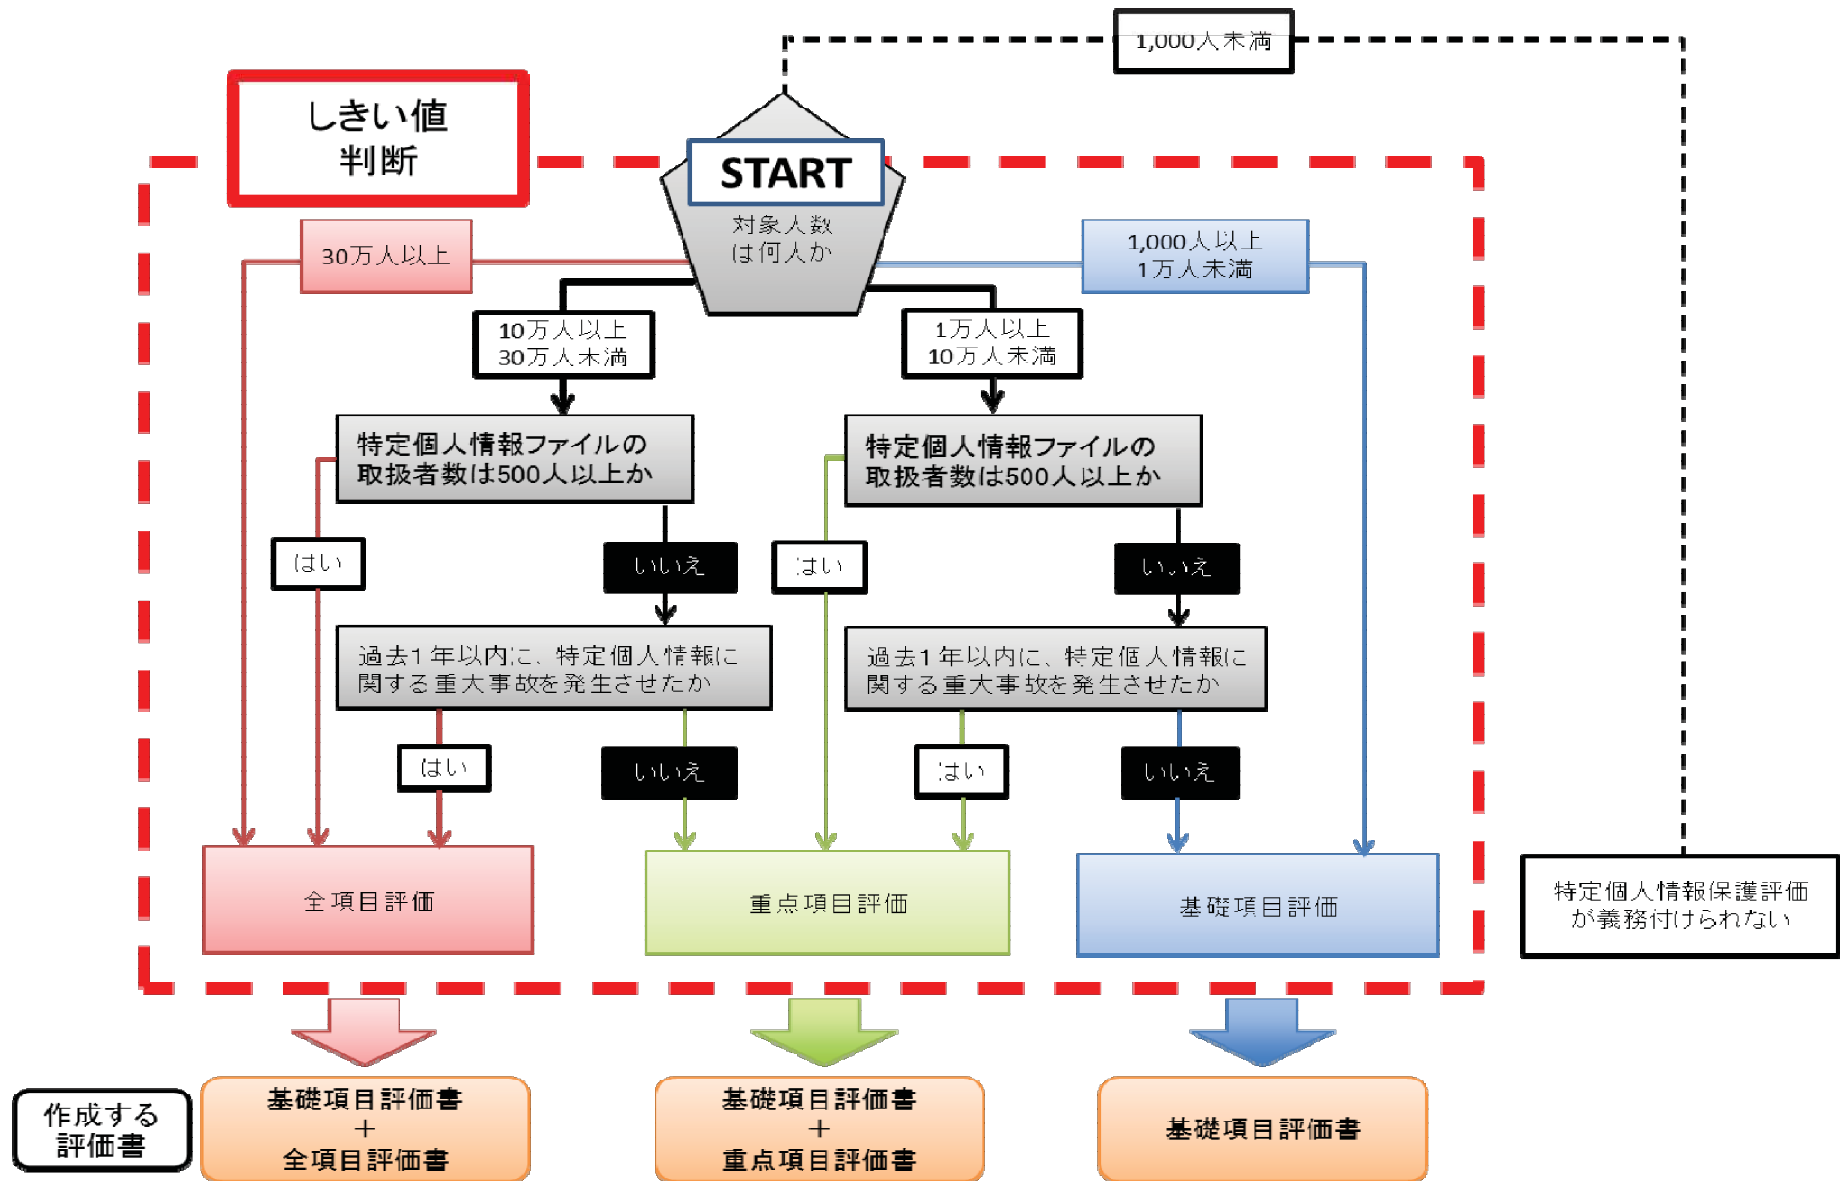 1,000人未満
しきい値
判断
START
対象人数
は何人か
30万人以上
1,000人以上
1万人未満
10万人以上
30万人未満
1万人以上
10万人未満
特定個人情報ファイルの
取扱者数は500人以上か
特定個人情報ファイルの
取扱者数は500人以上か
はい
いいえ
はい
いいえ
過去1年以内に、特定個人情報に
関する重大事故を発生させたか
過去1年以内に、特定個人情報に
関する重大事故を発生させたか
はい
いいえ
はい
いいえ
全項目評価
重点項目評価
基礎項目評価
特定個人情報保護評価
が義務付けられない
作成する
評価書
基礎項目評価書
+
全項目評価書
基礎項目評価書
+
重点項目評価書
基礎項目評価書